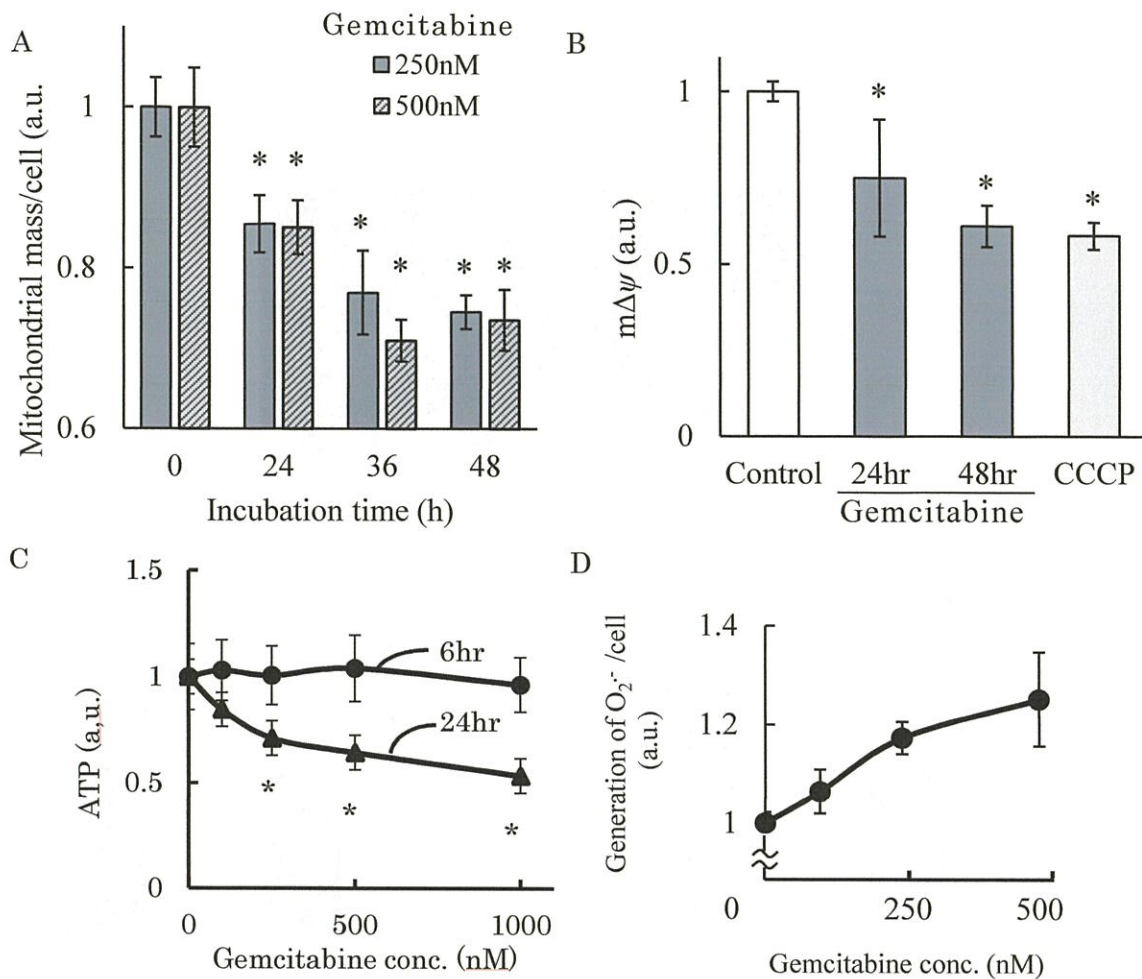 A
Gemcitabine
250nM
500nM
Mitochondrial mass/cell (a.u.
1
0.8
0.6
* * * * * *
0 24 36 48
Incubation time (h)
B
mΔψ (a.u.)
1
0.5
0
* * *
Control 24hr 48hr CCCP
Gemcitabine
C
ATP (a,u.)
1.5
1
0.5
0
6hr
24hr
* * *
0 500 1000
Gemcitabine conc. (nM)
D
Generation of O₂·⁻ /cell
(a.u.)
1.4
1.2
1
0 250 500
Gemcitabine conc. (nM)